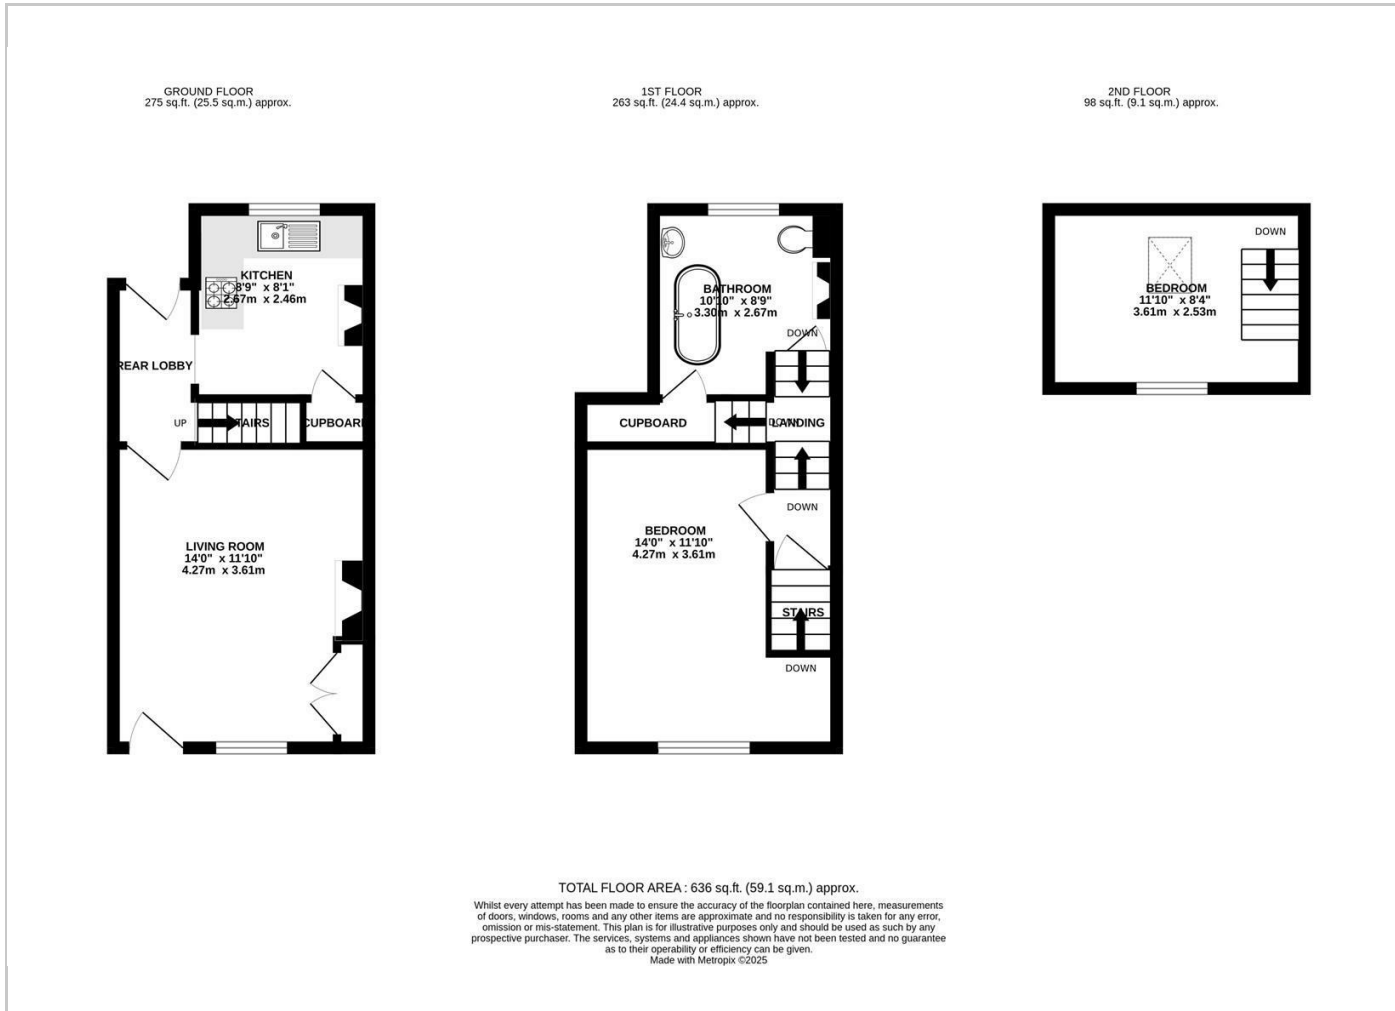 GROUND FLOOR
275 sq.ft. (25.5 sq.m.) approx.
1ST FLOOR
263 sq.ft. (24.4 sq.m.) approx.
2ND FLOOR
98 sq.ft. (9.1 sq.m.) approx.
KITCHEN
8'9" x 8'1"
2.67m x 2.46m
REAR LOBBY
UP
STAIRS
CUPBOARD
LIVING ROOM
14'0" x 11'10"
4.27m x 3.61m
BATHROOM
10'10" x 8'9"
3.30m x 2.67m
DOWN
CUPBOARD
DOWN
LANDING
DOWN
BEDROOM
14'0" x 11'10"
4.27m x 3.61m
STAIRS
DOWN
DOWN
BEDROOM
11'10" x 8'4"
3.61m x 2.53m
TOTAL FLOOR AREA : 636 sq.ft. (59.1 sq.m.) approx.
Whilst every attempt has been made to ensure the accuracy of the floorplan contained here, measurements
of doors, windows, rooms and any other items are approximate and no responsibility is taken for any error,
omission or mis-statement. This plan is for illustrative purposes only and should be used as such by any
prospective purchaser. The services, systems and appliances shown have not been tested and no guarantee
as to their operability or efficiency can be given.
Made with Metropix ©2025